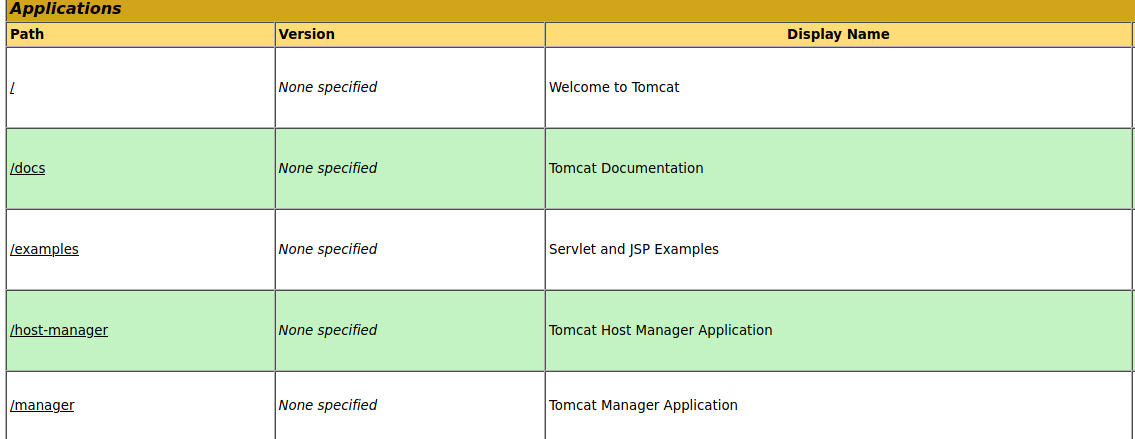 Applications
Path Version Display Name
/ None specified Welcome to Tomcat
/docs None specified Tomcat Documentation
/examples None specified Servlet and JSP Examples
/host-manager None specified Tomcat Host Manager Application
/manager None specified Tomcat Manager Application